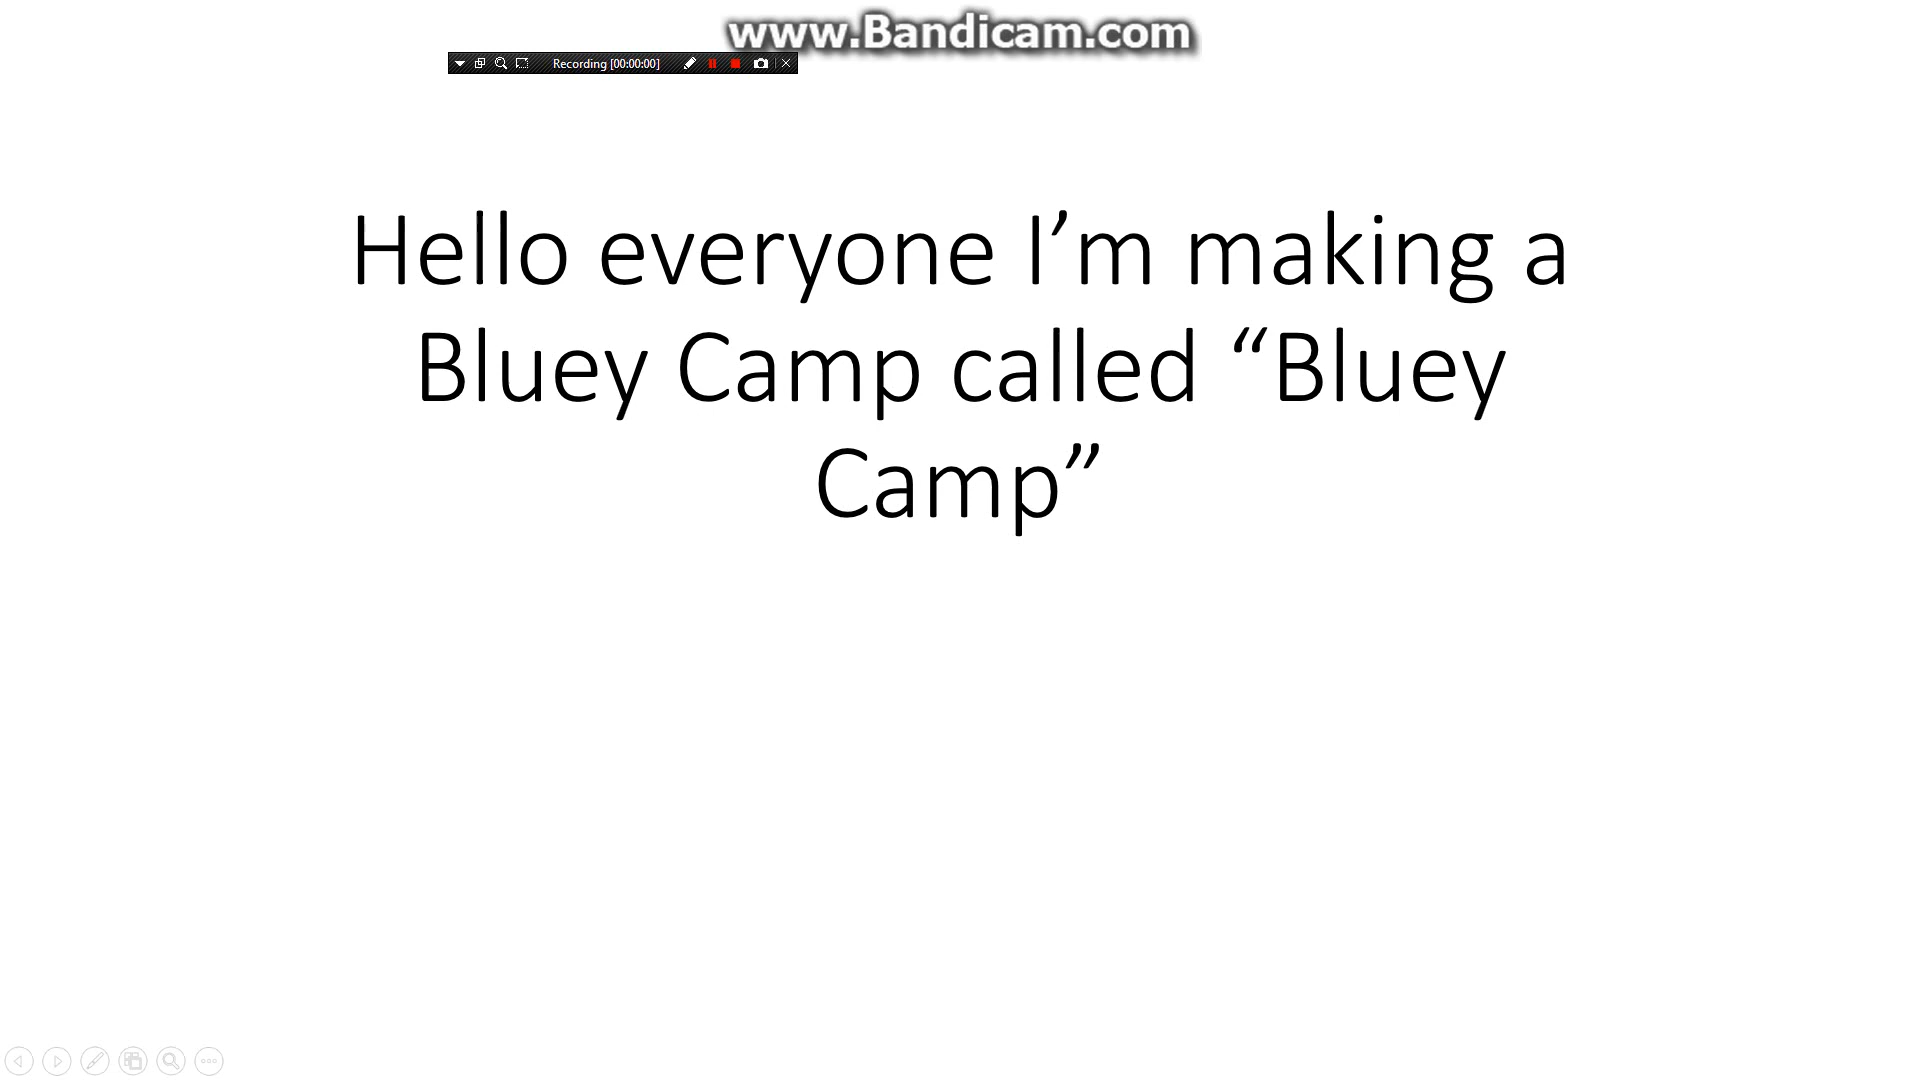 www.Bandicam.com
Recording [00:00:00]
Hello everyone I’m making a
Bluey Camp called “Bluey
Camp”